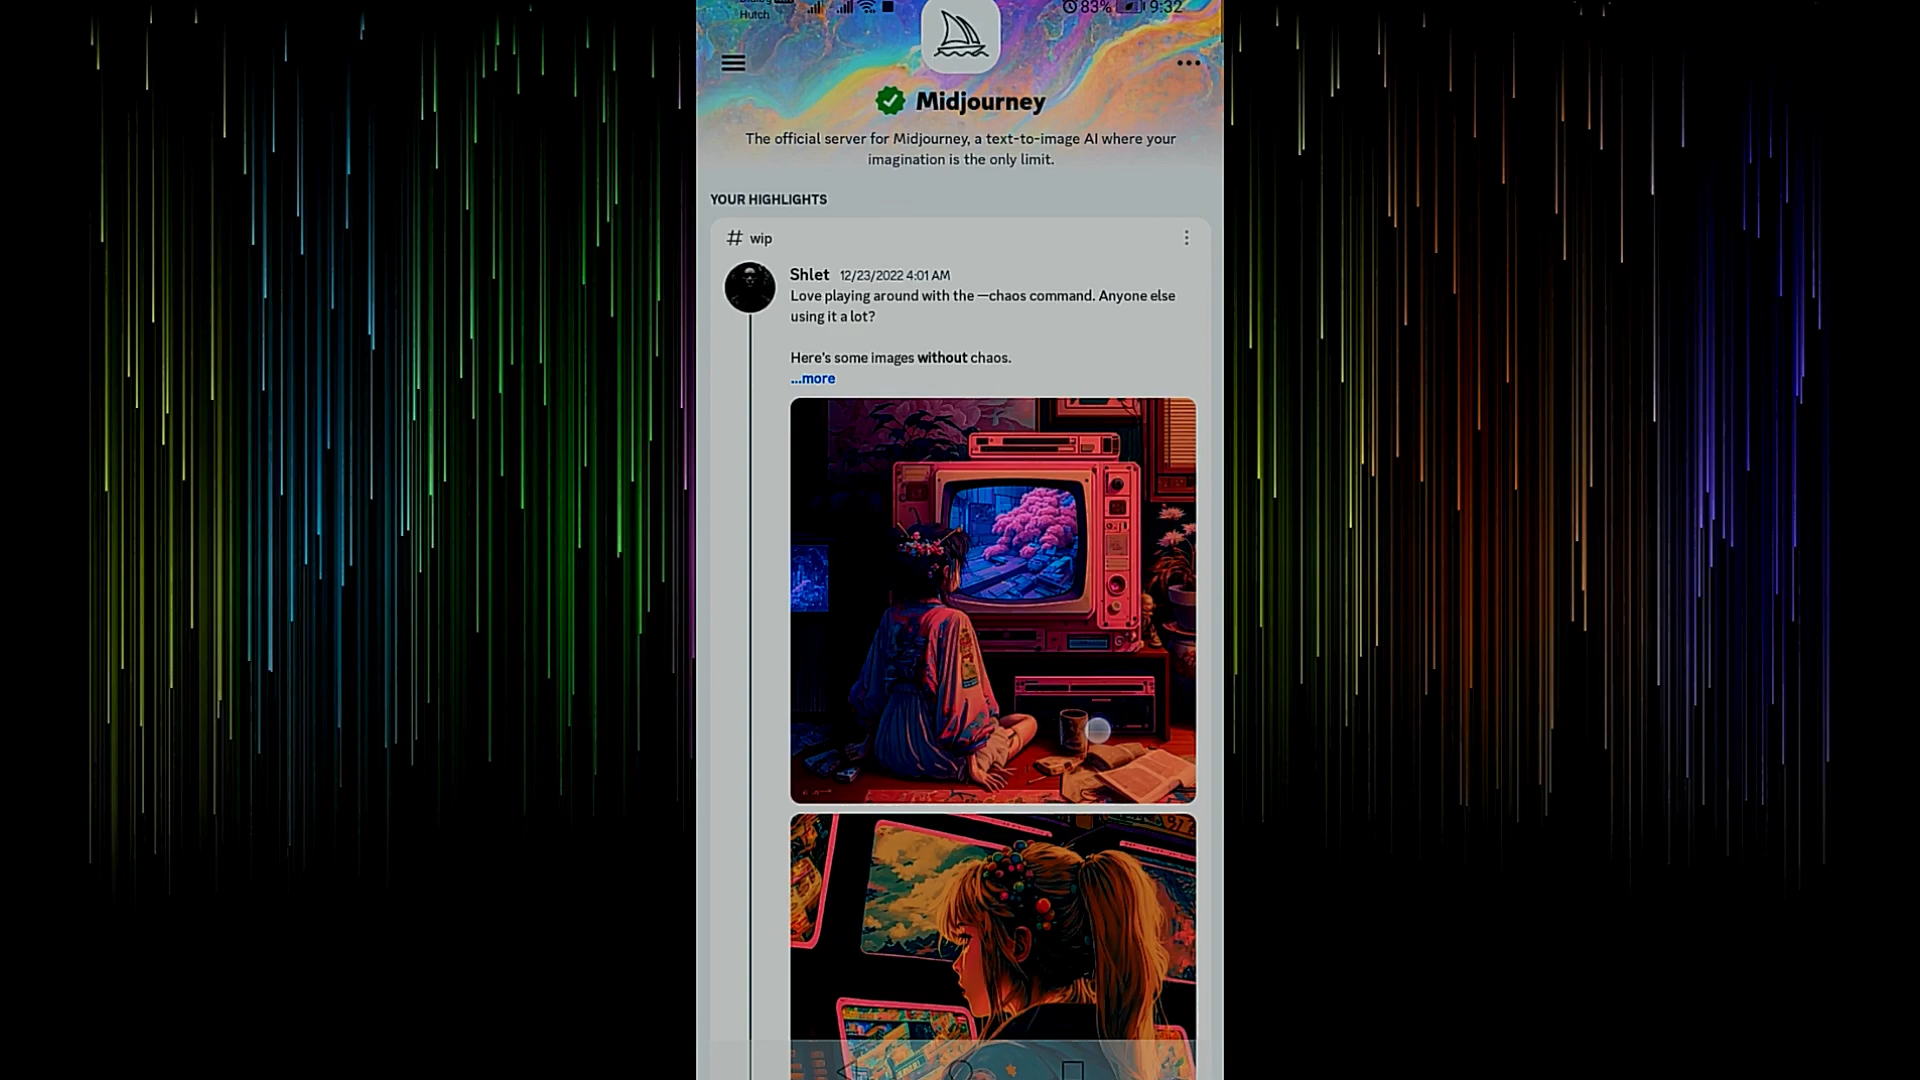 Hutch
83%
9:32
Midjourney
The official server for Midjourney, a text-to-image AI where your
imagination is the only limit.
YOUR HIGHLIGHTS
# wip
Shlet 12/23/2022 4:01 AM
Love playing around with the —chaos command. Anyone else
using it a lot?
Here's some images without chaos.
...more